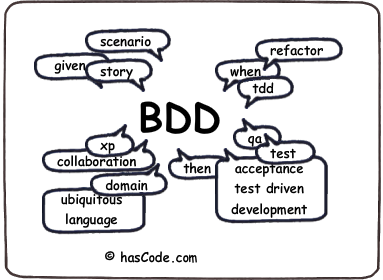 scenario
refactor
given
story
when
tdd
BDD
xp
qa
collaboration
test
then
acceptance
test driven
development
domain
ubiquitous
language
© hasCode.com